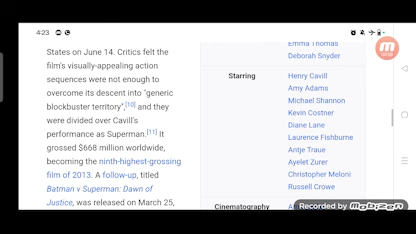 4:23
Emma Thomas
Deborah Snyder
States on June 14. Critics felt the
film's visually-appealing action
sequences were not enough to
overcome its descent into "generic
blockbuster territory",[10] and they
were divided over Cavill's
performance as Superman.[11] It
grossed $668 million worldwide,
becoming the ninth-highest-grossing
film of 2013. A follow-up, titled
Batman v Superman: Dawn of
Justice, was released on March 25,
Starring
Henry Cavill
Amy Adams
Michael Shannon
Kevin Costner
Diane Lane
Laurence Fishburne
Antje Traue
Ayelet Zurer
Christopher Meloni
Russell Crowe
Cinematography
Recorded by Mobizen